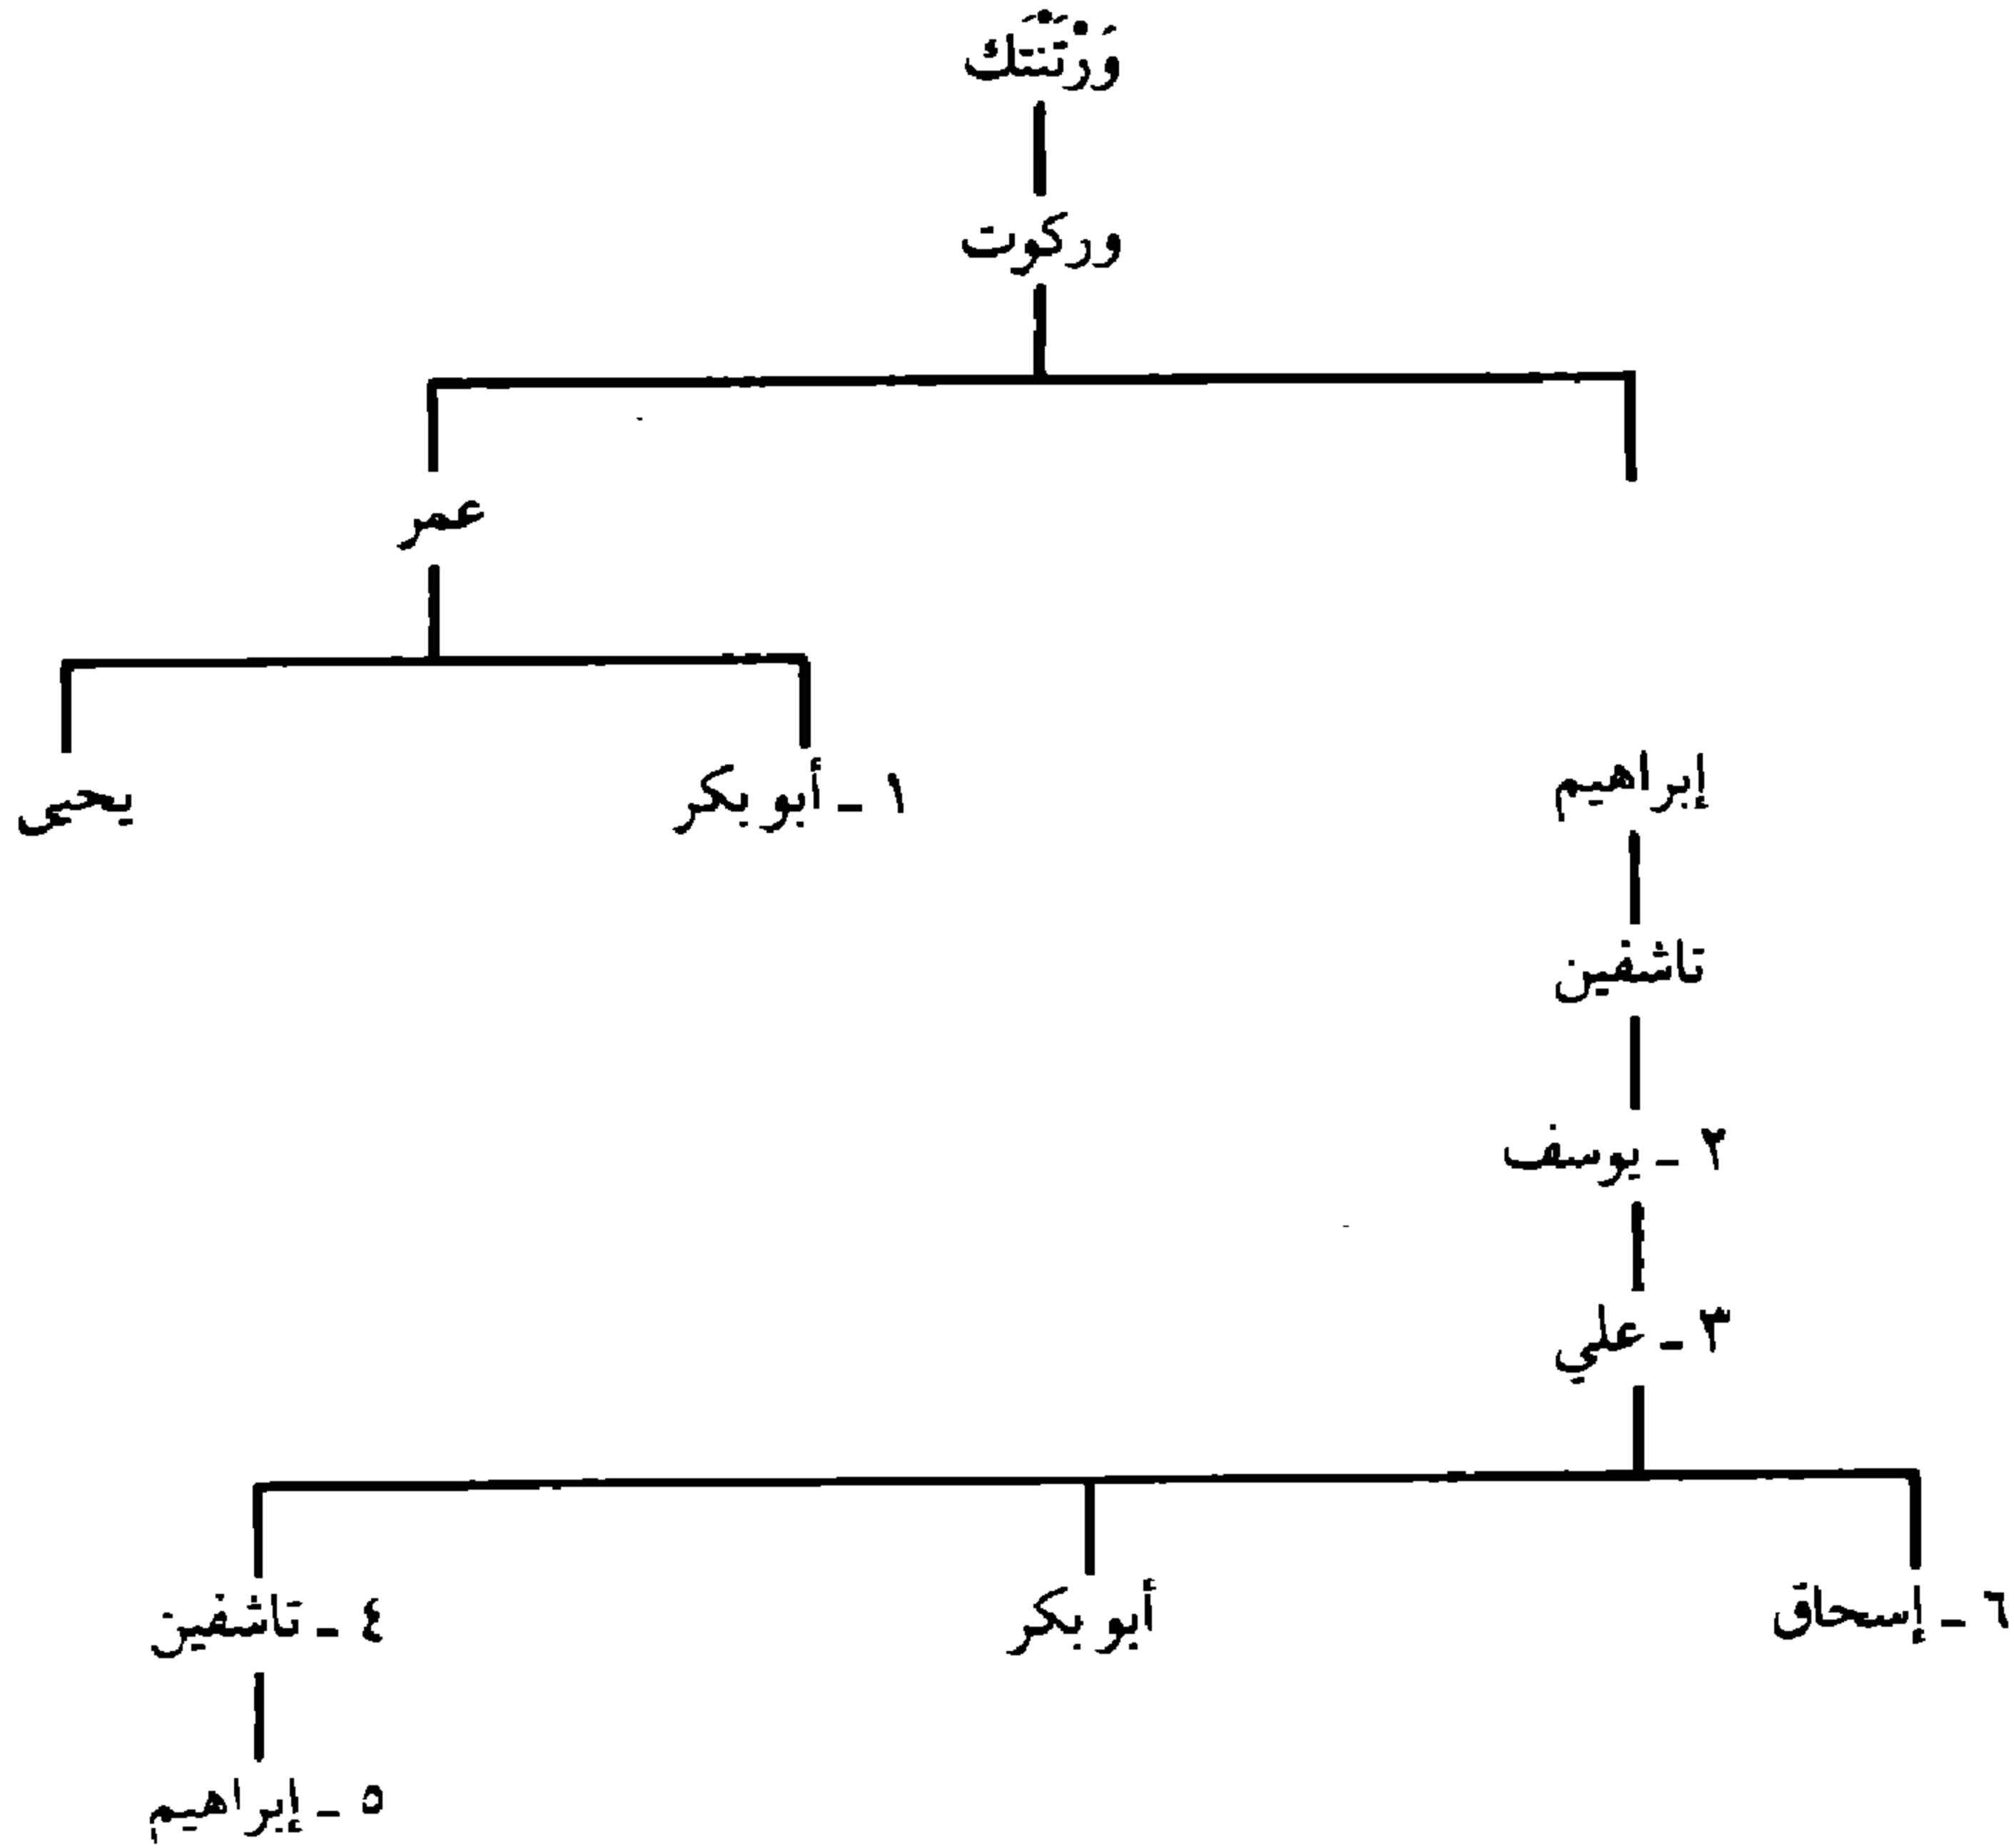 وَرْتَنْتَك
وركوت
عمر
١ - أبو بكر
يحيى
إبراهيم
تاشفين
٢ - يوسف
٣ - علي
٦ - إسحاق
أبو بكر
٤ - تاشفين
٥ - إبراهيم